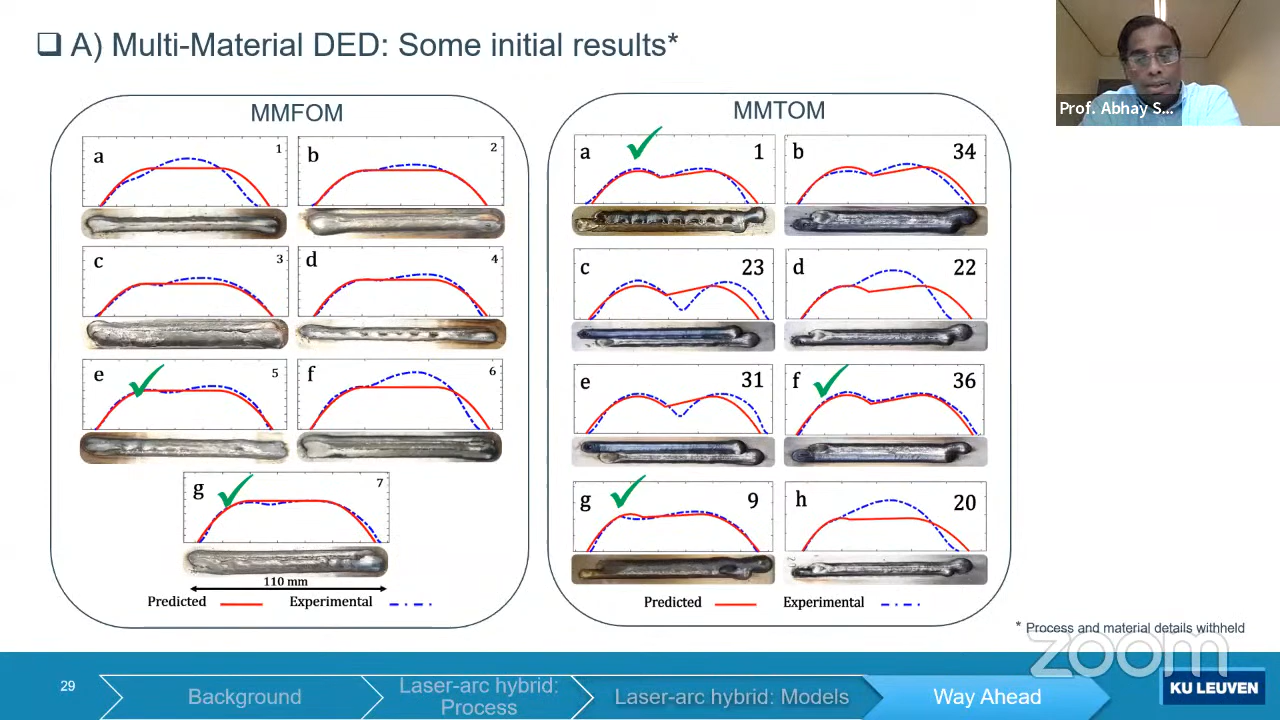 A) Multi-Material DED: Some initial results*
Prof. Abhay S...
MMFOM
a 1
b 2
c 3
d 4
e 5
f 6
g 7
110 mm
Predicted Experimental
MMTOM
a 1
b 34
c 23
d 22
e 31
f 36
g 9
h 20
Predicted Experimental
* Process and material details withheld
zoom
29
Background
Laser-arc hybrid:
Process
Laser-arc hybrid: Models
Way Ahead
KU LEUVEN